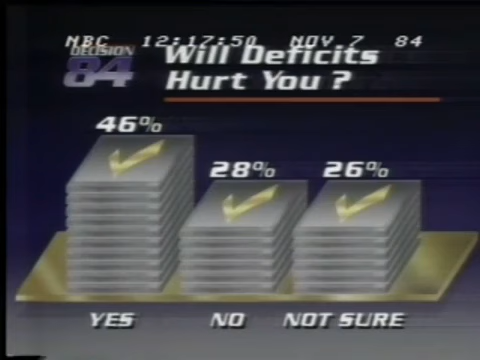 NBC 12:17:50 NOV 7 84
DECISION
84
Will Deficits
Hurt You ?
46%
28% 26%
YES NO NOT SURE